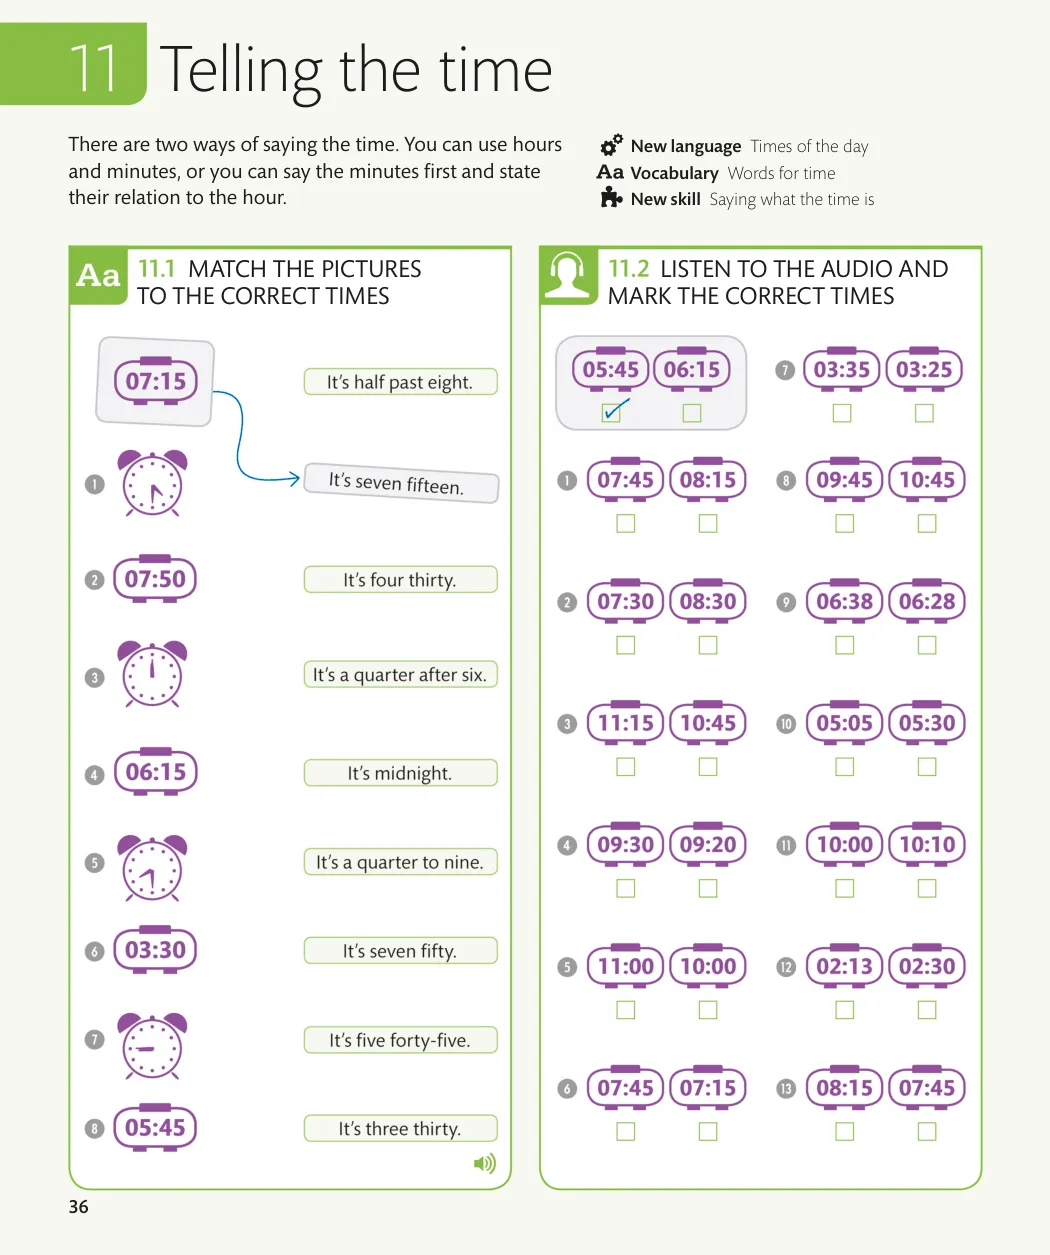 11 Telling the time
There are two ways of saying the time. You can use hours
and minutes, or you can say the minutes first and state
their relation to the hour.
New language Times of the day
Aa Vocabulary Words for time
New skill Saying what the time is
Aa 11.1 MATCH THE PICTURES
TO THE CORRECT TIMES
07:15
It's half past eight.
1
It's seven fifteen.
2 07:50
It's four thirty.
3
It's a quarter after six.
4 06:15
It's midnight.
5
It's a quarter to nine.
6 03:30
It's seven fifty.
7
It's five forty-five.
8 05:45
It's three thirty.
11.2 LISTEN TO THE AUDIO AND
MARK THE CORRECT TIMES
05:45 06:15
1 07:45 08:15
2 07:30 08:30
3 11:15 10:45
4 09:30 09:20
5 11:00 10:00
6 07:45 07:15
7 03:35 03:25
8 09:45 10:45
9 06:38 06:28
10 05:05 05:30
11 10:00 10:10
12 02:13 02:30
13 08:15 07:45
36